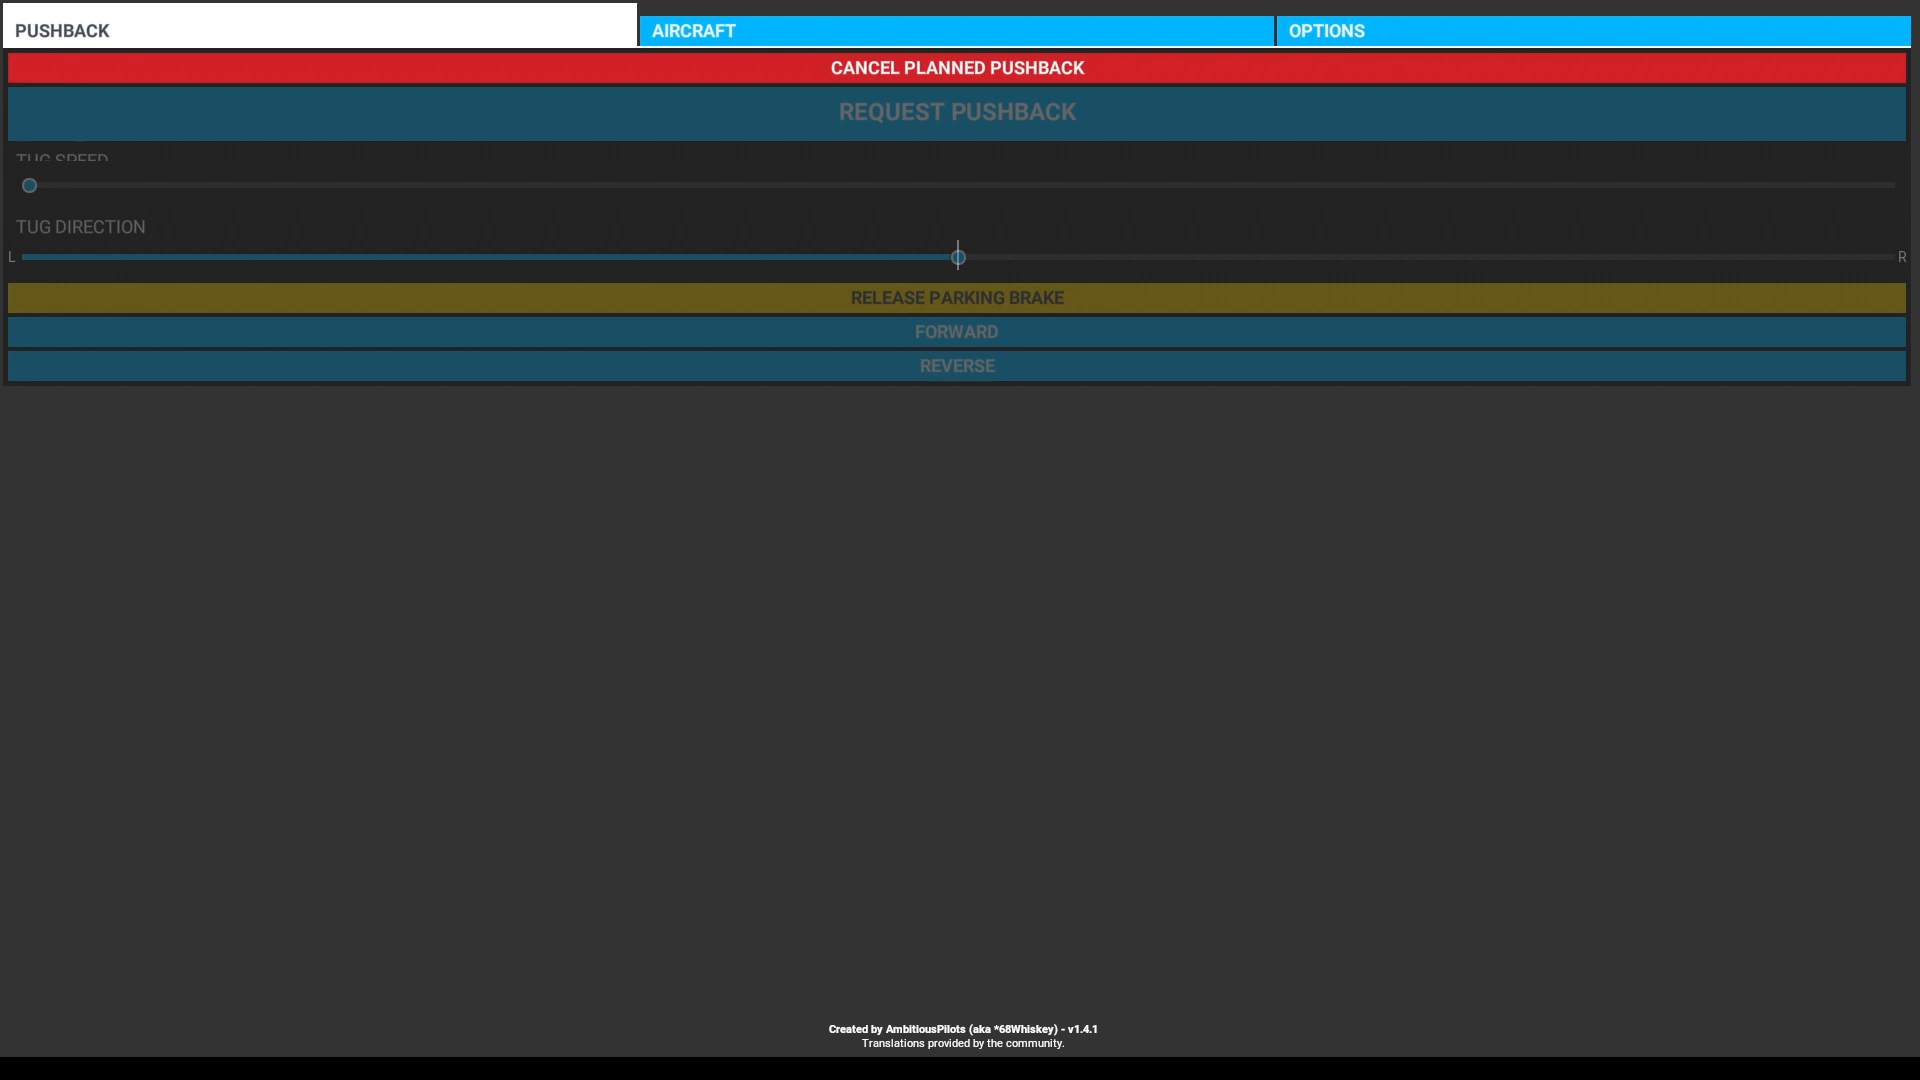 PUSHBACK
AIRCRAFT
OPTIONS
CANCEL PLANNED PUSHBACK
REQUEST PUSHBACK
TUG SPEED
TUG DIRECTION
L
R
RELEASE PARKING BRAKE
FORWARD
REVERSE
Created by AmbitiousPilots (aka *68Whiskey) - v1.4.1
Translations provided by the community.